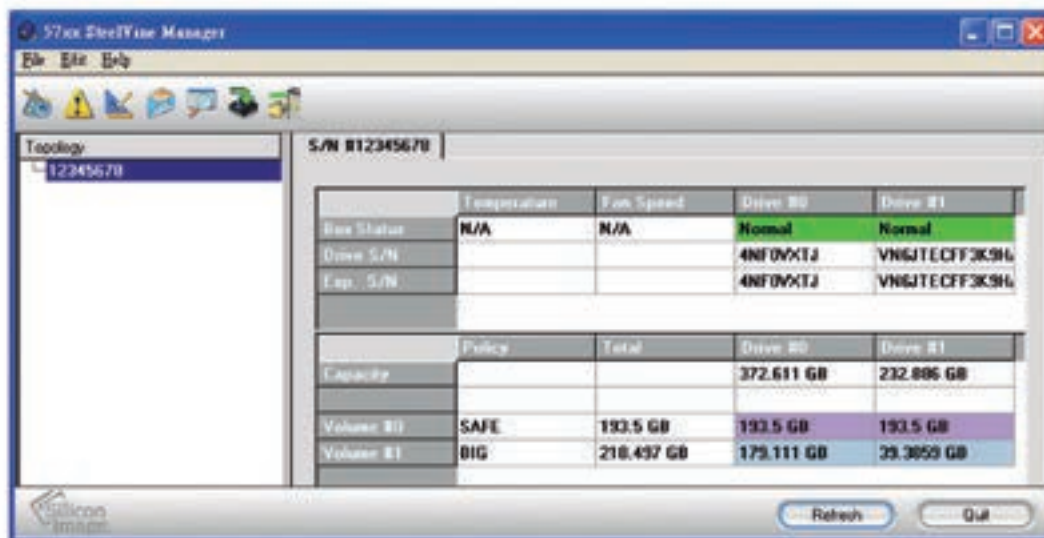 57xx SteelVine Manager
File Edit Help
Topology
12345678
S/N #12345678
Temperature Fan Speed Drive #0 Drive #1
Box Status N/A N/A Normal Normal
Drive S/N 4NF0VXTJ VN6JTECFF3K9H
Exp. S/N 4NF0VXTJ VN6JTECFF3K9H
Policy Total Drive #0 Drive #1
Capacity 372.611 GB 232.886 GB
Volume #0 SAFE 193.5 GB 193.5 GB 193.5 GB
Volume #1 BIG 218.497 GB 179.111 GB 39.3859 GB
Silicon Image
Refresh Quit